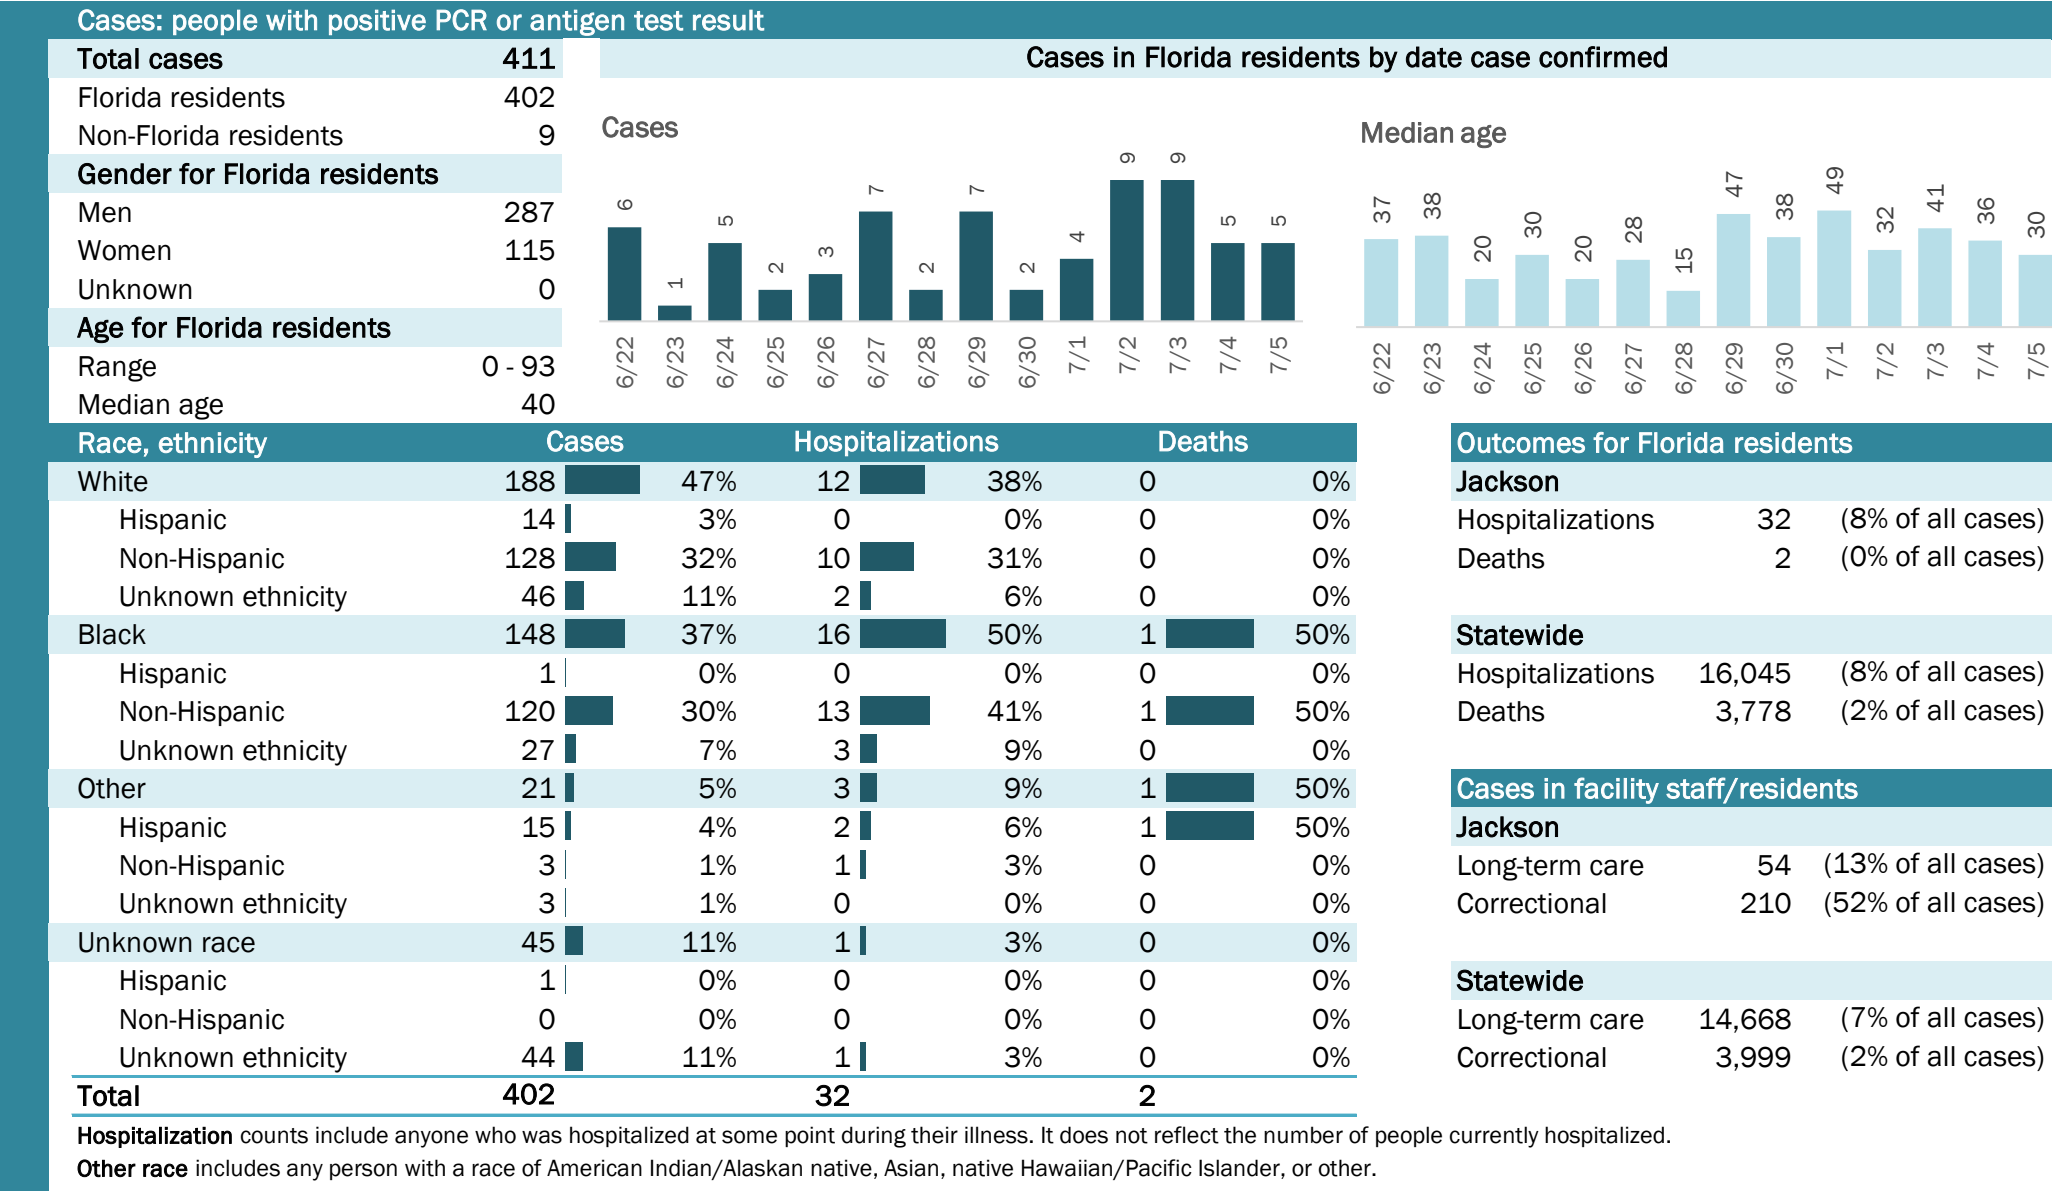 Cases: people with positive PCR or antigen test result
Total cases 411
Florida residents 402
Non-Florida residents 9
Gender for Florida residents
Men 287
Women 115
Unknown 0
Age for Florida residents
Range 0 - 93
Median age 40
Cases in Florida residents by date case confirmed
Cases
6 1 5 2 3 7 2 7 2 4 9 9 5 5
6/22 6/23 6/24 6/25 6/26 6/27 6/28 6/29 6/30 7/1 7/2 7/3 7/4 7/5
Median age
37 38 20 30 20 28 15 47 38 49 32 41 36 30
6/22 6/23 6/24 6/25 6/26 6/27 6/28 6/29 6/30 7/1 7/2 7/3 7/4 7/5
Race, ethnicity Cases Hospitalizations Deaths
White 188 47% 12 38% 0 0%
Hispanic 14 3% 0 0% 0 0%
Non-Hispanic 128 32% 10 31% 0 0%
Unknown ethnicity 46 11% 2 6% 0 0%
Black 148 37% 16 50% 1 50%
Hispanic 1 0% 0 0% 0 0%
Non-Hispanic 120 30% 13 41% 1 50%
Unknown ethnicity 27 7% 3 9% 0 0%
Other 21 5% 3 9% 1 50%
Hispanic 15 4% 2 6% 1 50%
Non-Hispanic 3 1% 1 3% 0 0%
Unknown ethnicity 3 1% 0 0% 0 0%
Unknown race 45 11% 1 3% 0 0%
Hispanic 1 0% 0 0% 0 0%
Non-Hispanic 0 0% 0 0% 0 0%
Unknown ethnicity 44 11% 1 3% 0 0%
Total 402 32 2
Outcomes for Florida residents
Jackson
Hospitalizations 32 (8% of all cases)
Deaths 2 (0% of all cases)
Statewide
Hospitalizations 16,045 (8% of all cases)
Deaths 3,778 (2% of all cases)
Cases in facility staff/residents
Jackson
Long-term care 54 (13% of all cases)
Correctional 210 (52% of all cases)
Statewide
Long-term care 14,668 (7% of all cases)
Correctional 3,999 (2% of all cases)
Hospitalization counts include anyone who was hospitalized at some point during their illness. It does not reflect the number of people currently hospitalized.
Other race includes any person with a race of American Indian/Alaskan native, Asian, native Hawaiian/Pacific Islander, or other.